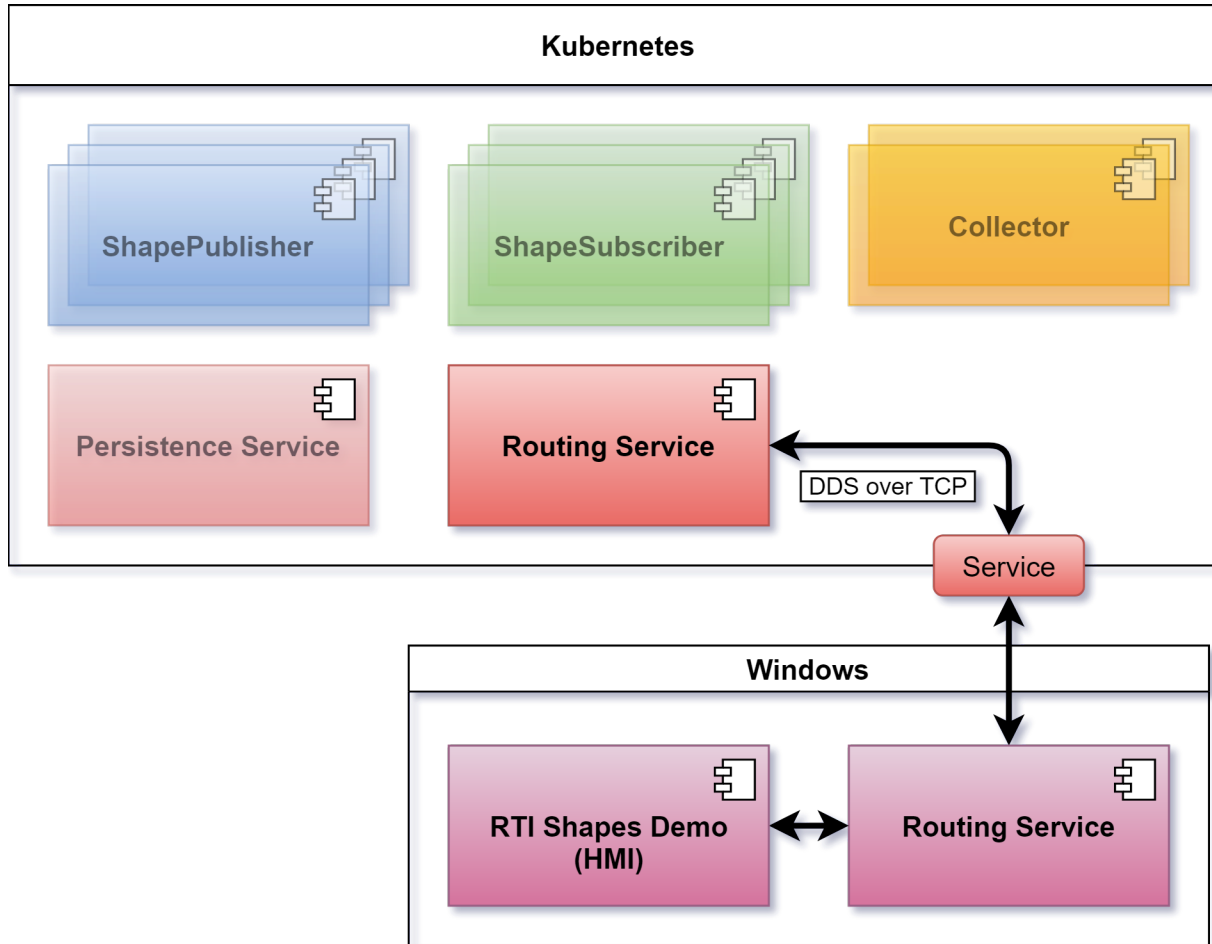 Kubernetes
ShapePublisher
ShapeSubscriber
Collector
Persistence Service
Routing Service
DDS over TCP
Service
Windows
RTI Shapes Demo
(HMI)
Routing Service